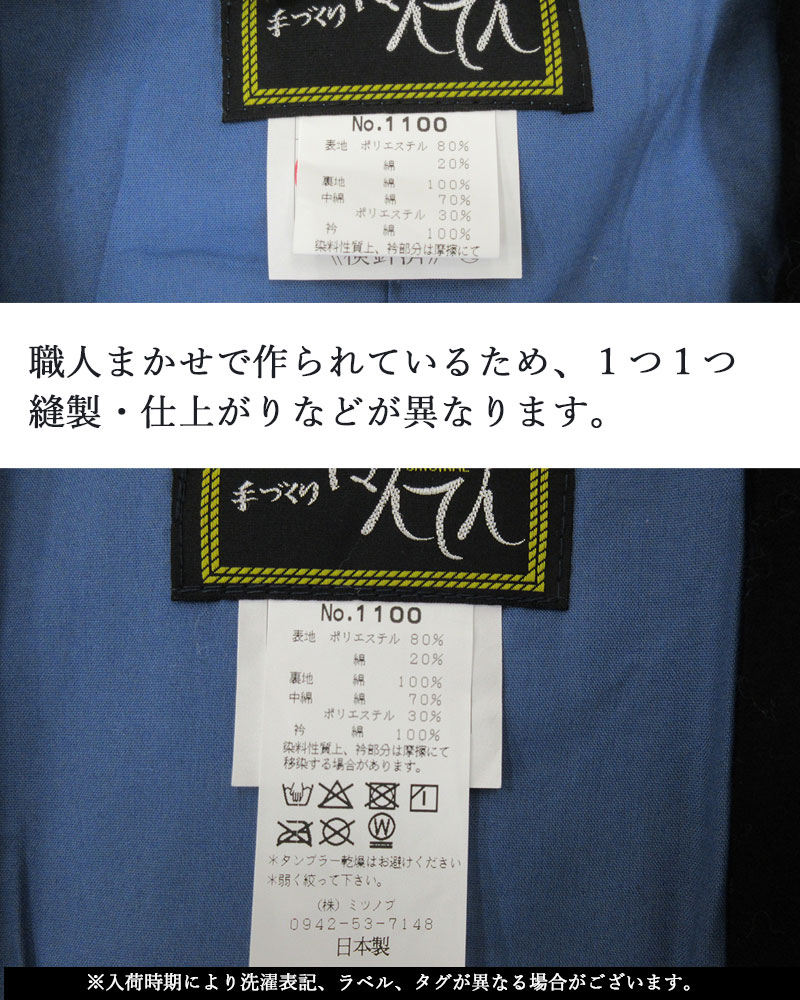 手づくり はんてん
No.1100
表地 ポリエステル 80%
綿 20%
裏地 綿 100%
中綿 綿 70%
ポリエステル 30%
衿 綿 100%
染料性質上、衿部分は摩擦にて
職人まかせで作られているため、１つ１つ
縫製・仕上がりなどが異なります。
手づくり はんてん
No.1100
表地 ポリエステル 80%
綿 20%
裏地 綿 100%
中綿 綿 70%
ポリエステル 30%
衿 綿 100%
染料性質上、衿部分は摩擦にて
移染する場合があります。
＊タンブラー乾燥はお避けください
＊弱く絞って下さい。
(株) ミツノブ
0942-53-7148
日本製
※入荷時期により洗濯表記、ラベル、タグが異なる場合がございます。